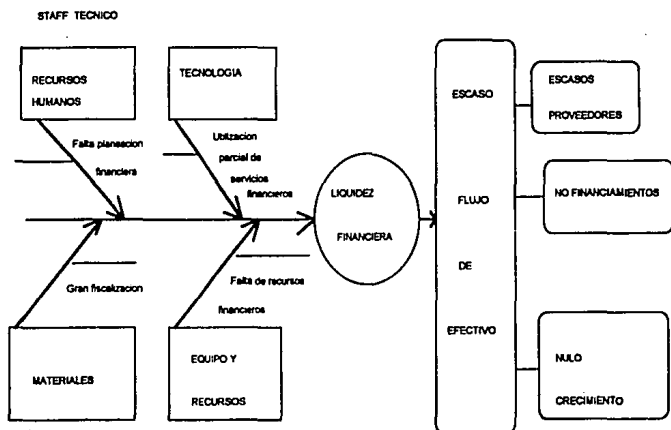 STAFF TECNICO
RECURSOS
HUMANOS
TECNOLOGIA
Falta planeasion
financiera
Utilizacion
parcial de
servicios
financieros
LIQUIDEZ
FINANCIERA
Gran fiscalizacion
Falta de recursos
financieros
MATERIALES
EQUIPO Y
RECURSOS
ESCASO
FLUJO
DE
EFECTIVO
ESCASOS
PROVEEDORES
NO FINANCIAMIENTOS
NULO
CRECIMIENTO